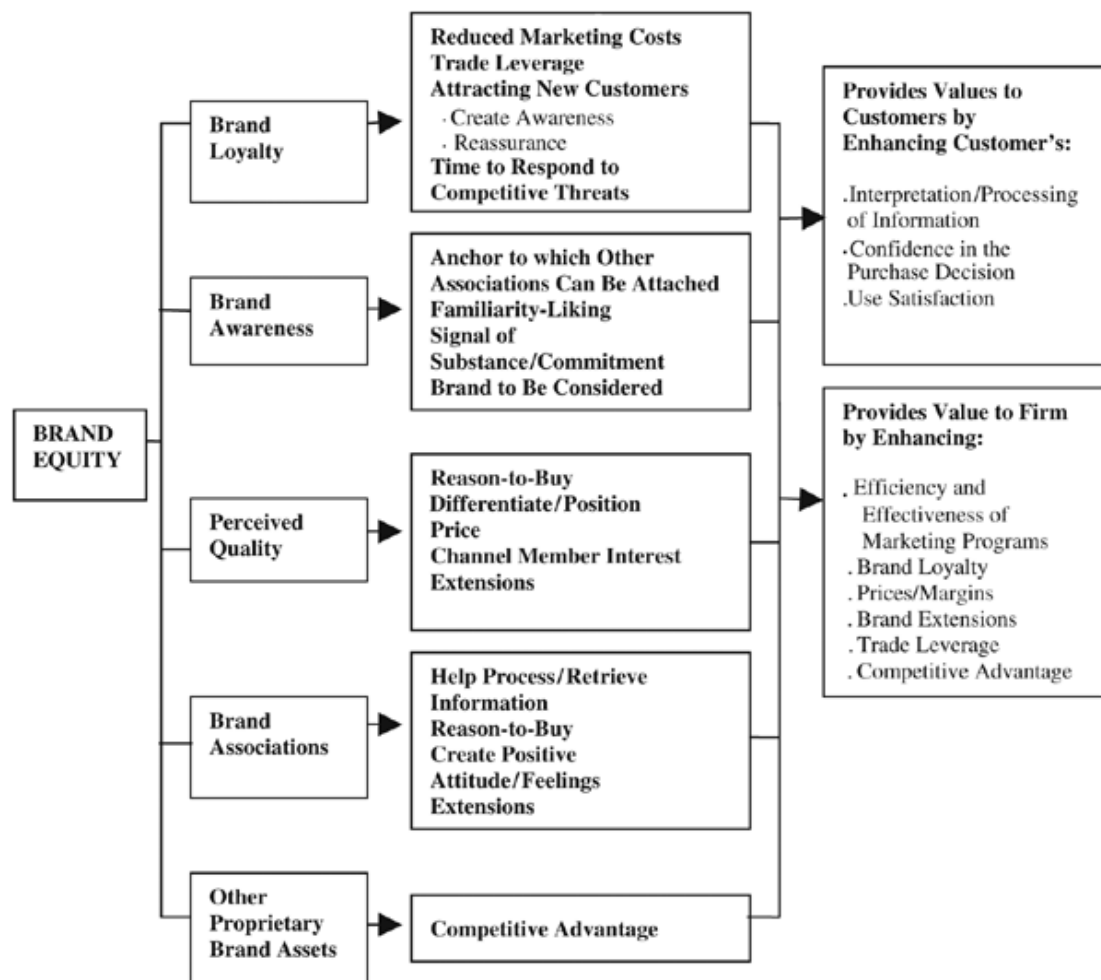 BRAND
EQUITY
Brand
Loyalty
Reduced Marketing Costs
Trade Leverage
Attracting New Customers
. Create Awareness
. Reassurance
Time to Respond to
Competitive Threats
Brand
Awareness
Anchor to which Other
Associations Can Be Attached
Familiarity-Liking
Signal of
Substance/Commitment
Brand to Be Considered
Perceived
Quality
Reason-to-Buy
Differentiate/Position
Price
Channel Member Interest
Extensions
Brand
Associations
Help Process/Retrieve
Information
Reason-to-Buy
Create Positive
Attitude/Feelings
Extensions
Other
Proprietary
Brand Assets
Competitive Advantage
Provides Values to
Customers by
Enhancing Customer's:
.Interpretation/Processing
of Information
.Confidence in the
Purchase Decision
.Use Satisfaction
Provides Value to Firm
by Enhancing:
. Efficiency and
Effectiveness of
Marketing Programs
. Brand Loyalty
. Prices/Margins
. Brand Extensions
. Trade Leverage
. Competitive Advantage